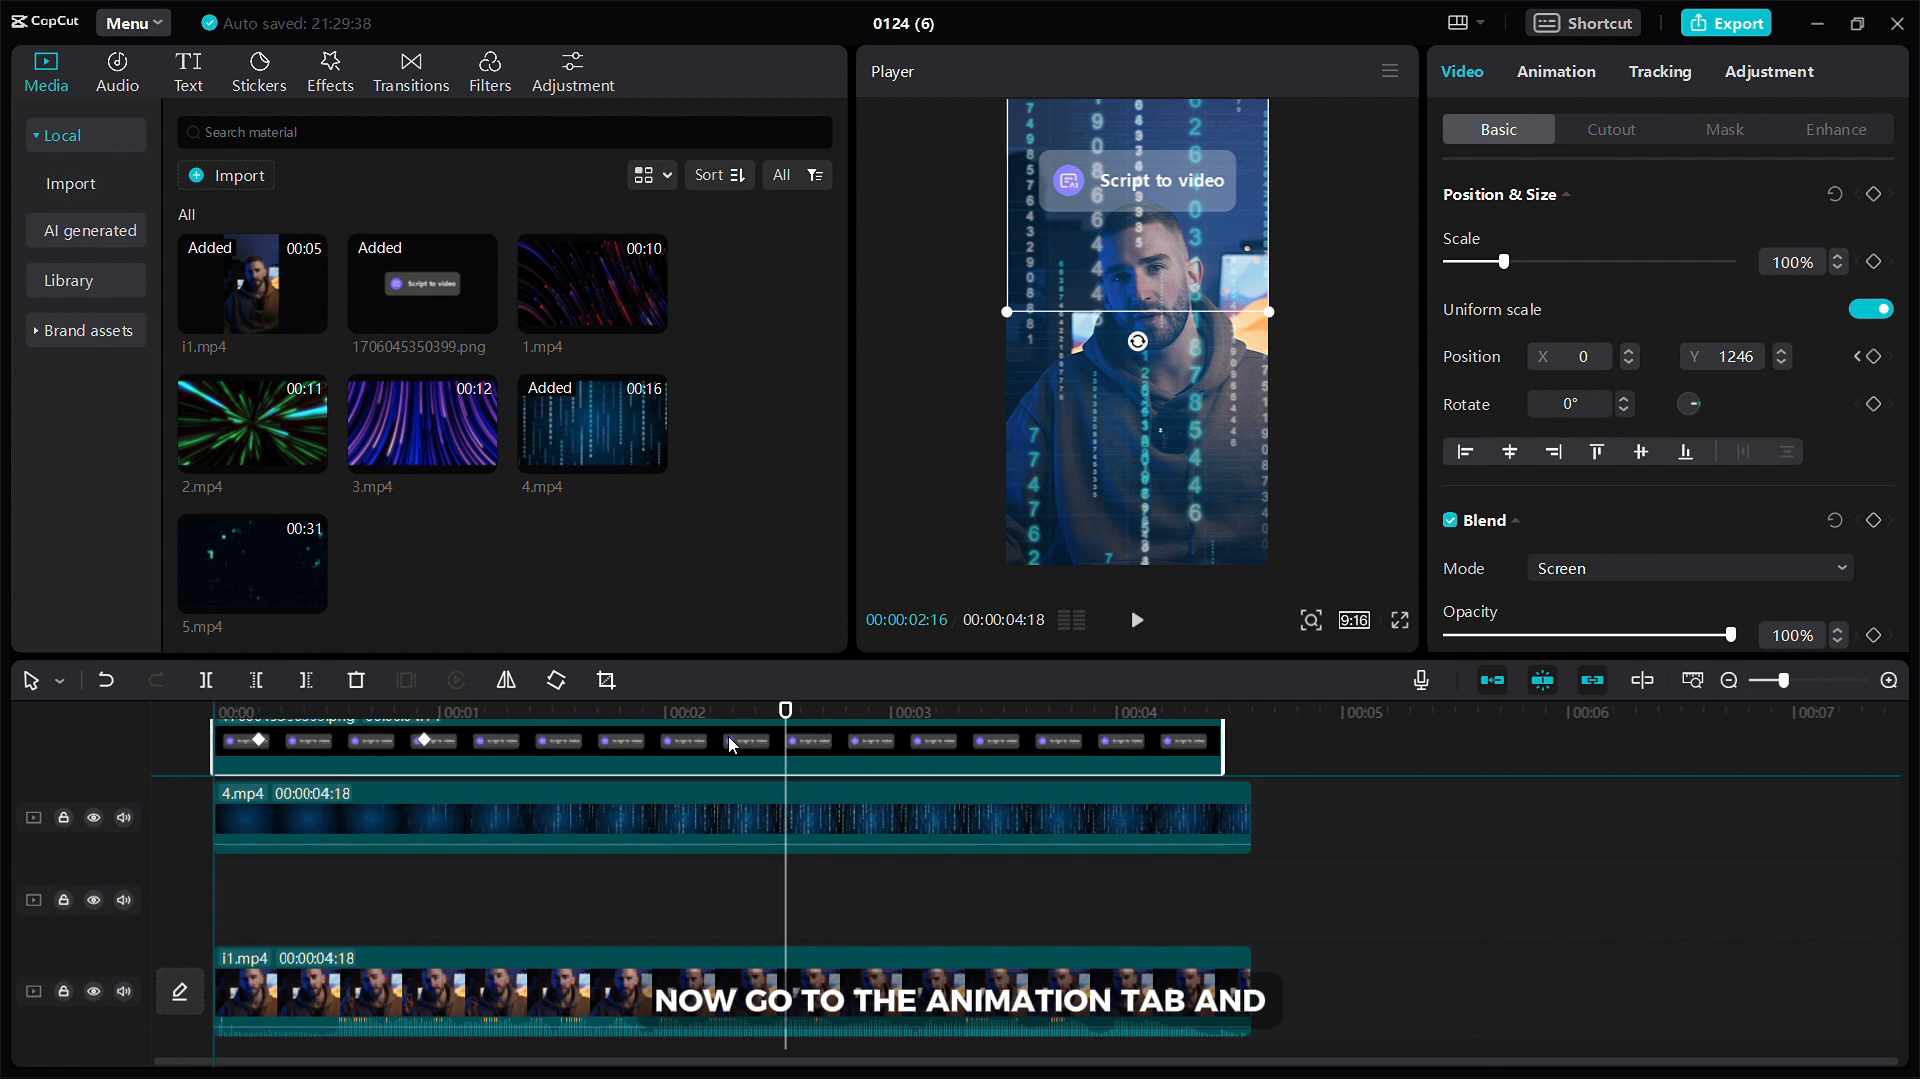 CapCut
Menu
Auto saved: 21:29:38
0124 (6)
Shortcut
Export
Media
Audio
Text
Stickers
Effects
Transitions
Filters
Adjustment
Local
Import
AI generated
Library
Brand assets
Search material
Import
Sort
All
All
Added 00:05
i1.mp4
Added
Script to video
1706045350399.png
00:10
1.mp4
00:11
2.mp4
00:12
3.mp4
Added 00:16
4.mp4
00:31
5.mp4
Player
Script to video
00:00:02:16 / 00:00:04:18
9:16
Video
Animation
Tracking
Adjustment
Basic
Cutout
Mask
Enhance
Position & Size
Scale
100%
Uniform scale
Position X 0 Y 1246
Rotate 0°
Blend
Mode Screen
Opacity
100%
00:00
00:01
00:02
00:03
00:04
00:05
00:06
00:07
4.mp4 00:00:04:18
i1.mp4 00:00:04:18
NOW GO TO THE ANIMATION TAB AND